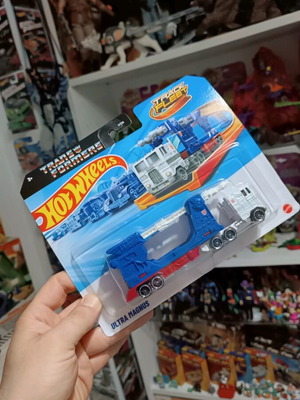 TRANSFORMERS
TRACK
FLEET
HOT WHEELS
ULTRA MAGNUS